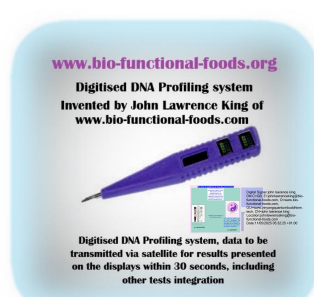 www.bio-functional-foods.org
Digitised DNA Profiling system
Invented by John Lawrence King of
www.bio-functional-foods.com
Digitised DNA Profiling system, data to be
transmitted via satellite for results presented
on the displays within 30 seconds, including
other tests integration